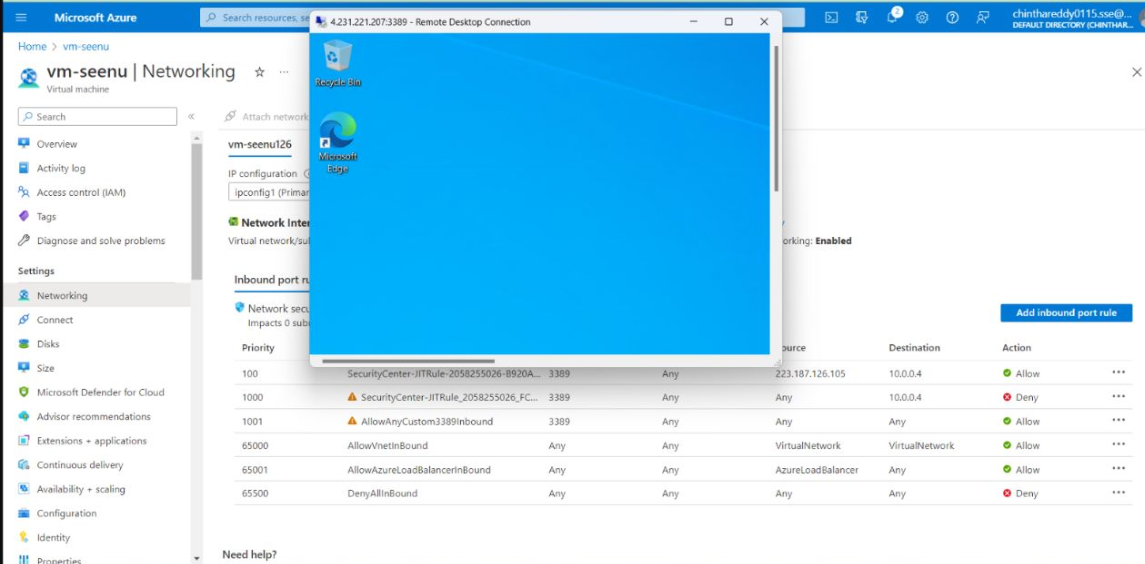 Microsoft Azure
Search resources, se
4.231.221.207:3389 - Remote Desktop Connection
2
chinthareddy0115.sse@...
DEFAULT DIRECTORY (CHINTHAR...
Home > vm-seenu
vm-seenu | Networking
Virtual machine
Search
Overview
Activity log
Access control (IAM)
Tags
Diagnose and solve problems
Settings
Networking
Connect
Disks
Size
Microsoft Defender for Cloud
Advisor recommendations
Extensions + applications
Continuous delivery
Availability + scaling
Configuration
Identity
Properties
Recycle Bin
Microsoft
Edge
Attach network
vm-seenu126
IP configuration
ipconfig1 (Primar
Network Inter
Virtual network/su
orking: Enabled
Inbound port ru
Network secu
Impacts 0 sub
Add inbound port rule
Priority ource Destination Action
100 SecurityCenter-JITRule-2058255026-B920A... 3389 Any 223.187.126.105 10.0.0.4 Allow
1000 SecurityCenter-JITRule_2058255026_FC... 3389 Any Any 10.0.0.4 Deny
1001 AllowAnyCustom3389Inbound 3389 Any Any Any Allow
65000 AllowVnetInBound Any Any VirtualNetwork VirtualNetwork Allow
65001 AllowAzureLoadBalancerInBound Any Any AzureLoadBalancer Any Allow
65500 DenyAllInBound Any Any Any Any Deny
Need help?